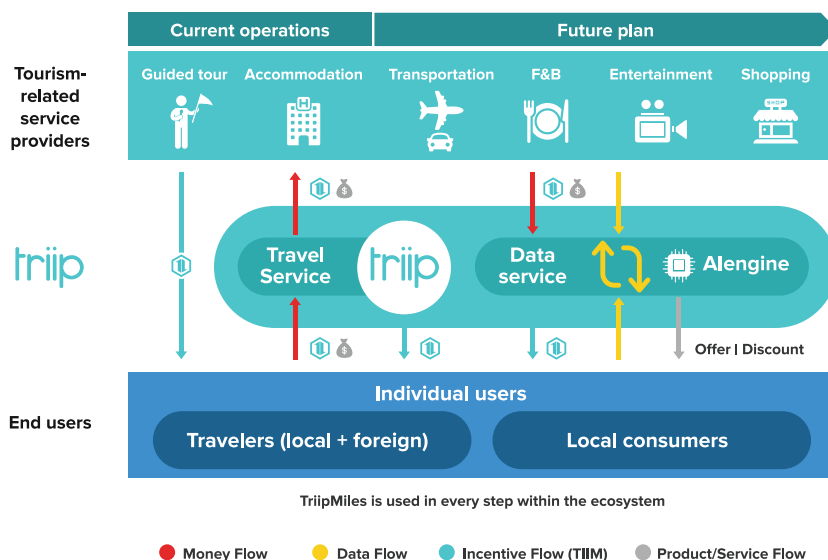 Current operations
Future plan
Tourism-
related
service
providers
Guided tour
Accommodation
Transportation
F&B
Entertainment
Shopping
H
SHOP
$
$
triip
Travel
Service
triip
Data
service
AIengine
$
Offer | Discount
End users
Individual users
Travelers (local + foreign)
Local consumers
TriipMiles is used in every step within the ecosystem
Money Flow
Data Flow
Incentive Flow (TIIM)
Product/Service Flow